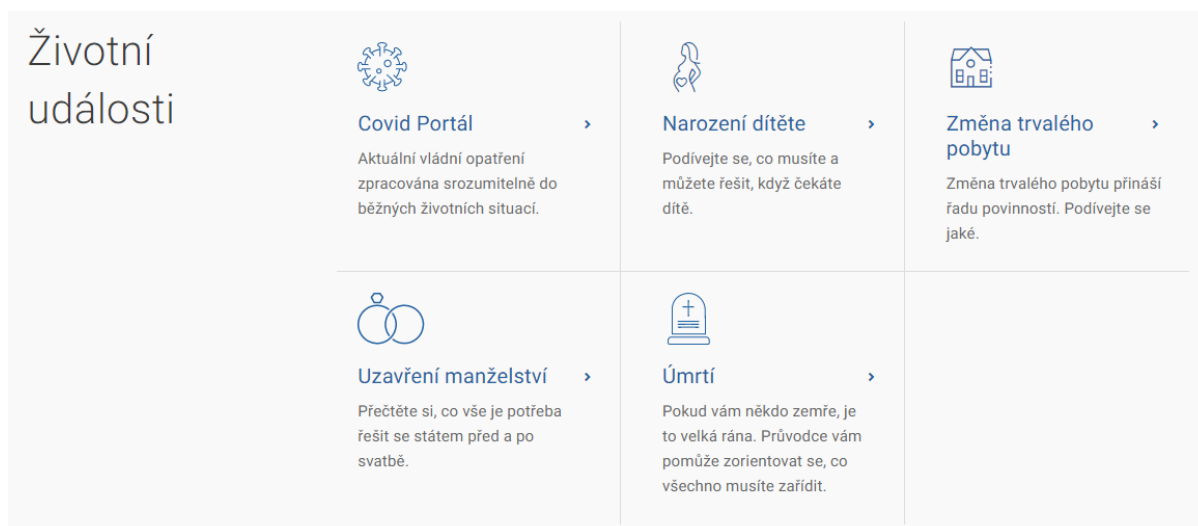 Životní
události
Covid Portál
Aktuální vládní opatření
zpracována srozumitelně do
běžných životních situací.
Narození dítěte
Podívejte se, co musíte a
můžete řešit, když čekáte
dítě.
Změna trvalého
pobytu
Změna trvalého pobytu přináší
řadu povinností. Podívejte se
jaké.
Uzavření manželství
Přečtěte si, co vše je potřeba
řešit se státem před a po
svatbě.
Úmrtí
Pokud vám někdo zemře, je
to velká rána. Průvodce vám
pomůže zorientovat se, co
všechno musíte zařídit.